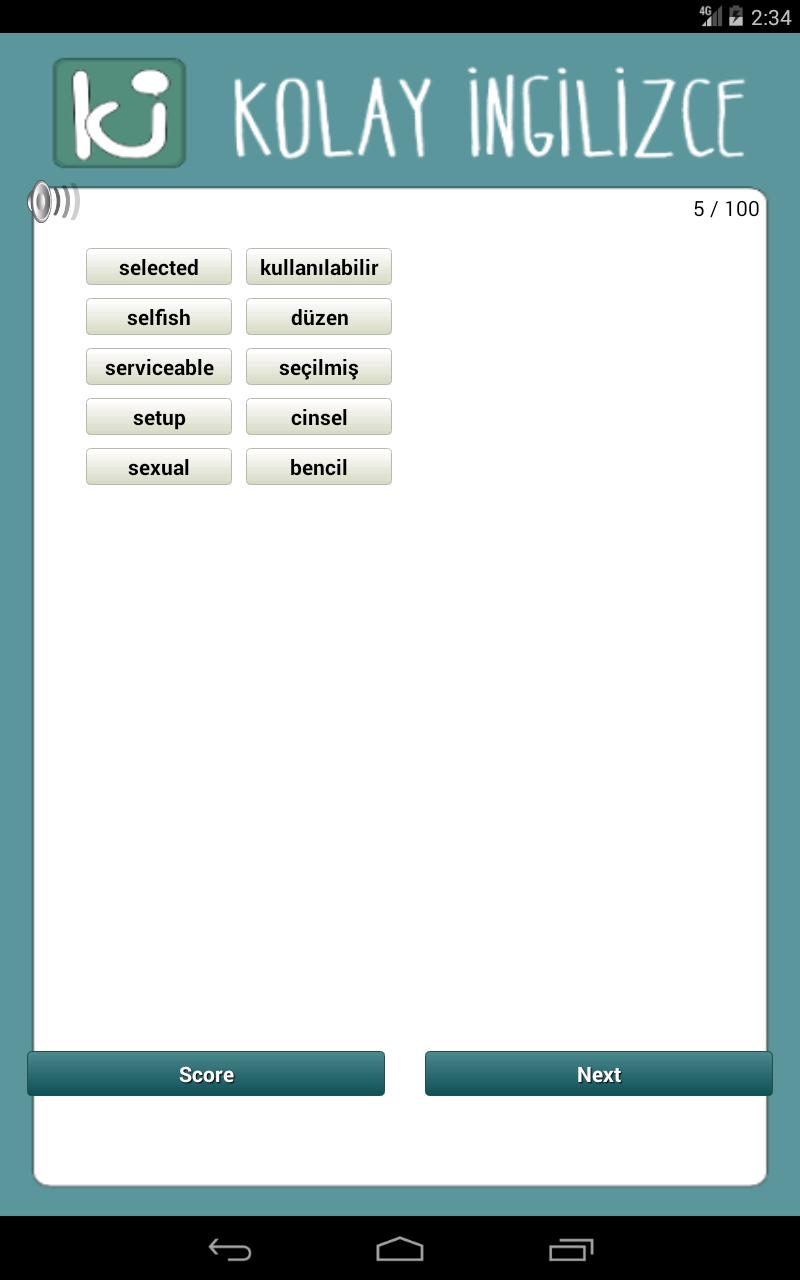 4G 2:34
ki KOLAY İNGİLİZCE
5 / 100
selected kullanılabilir
selfish düzen
serviceable seçilmiş
setup cinsel
sexual bencil
Score Next